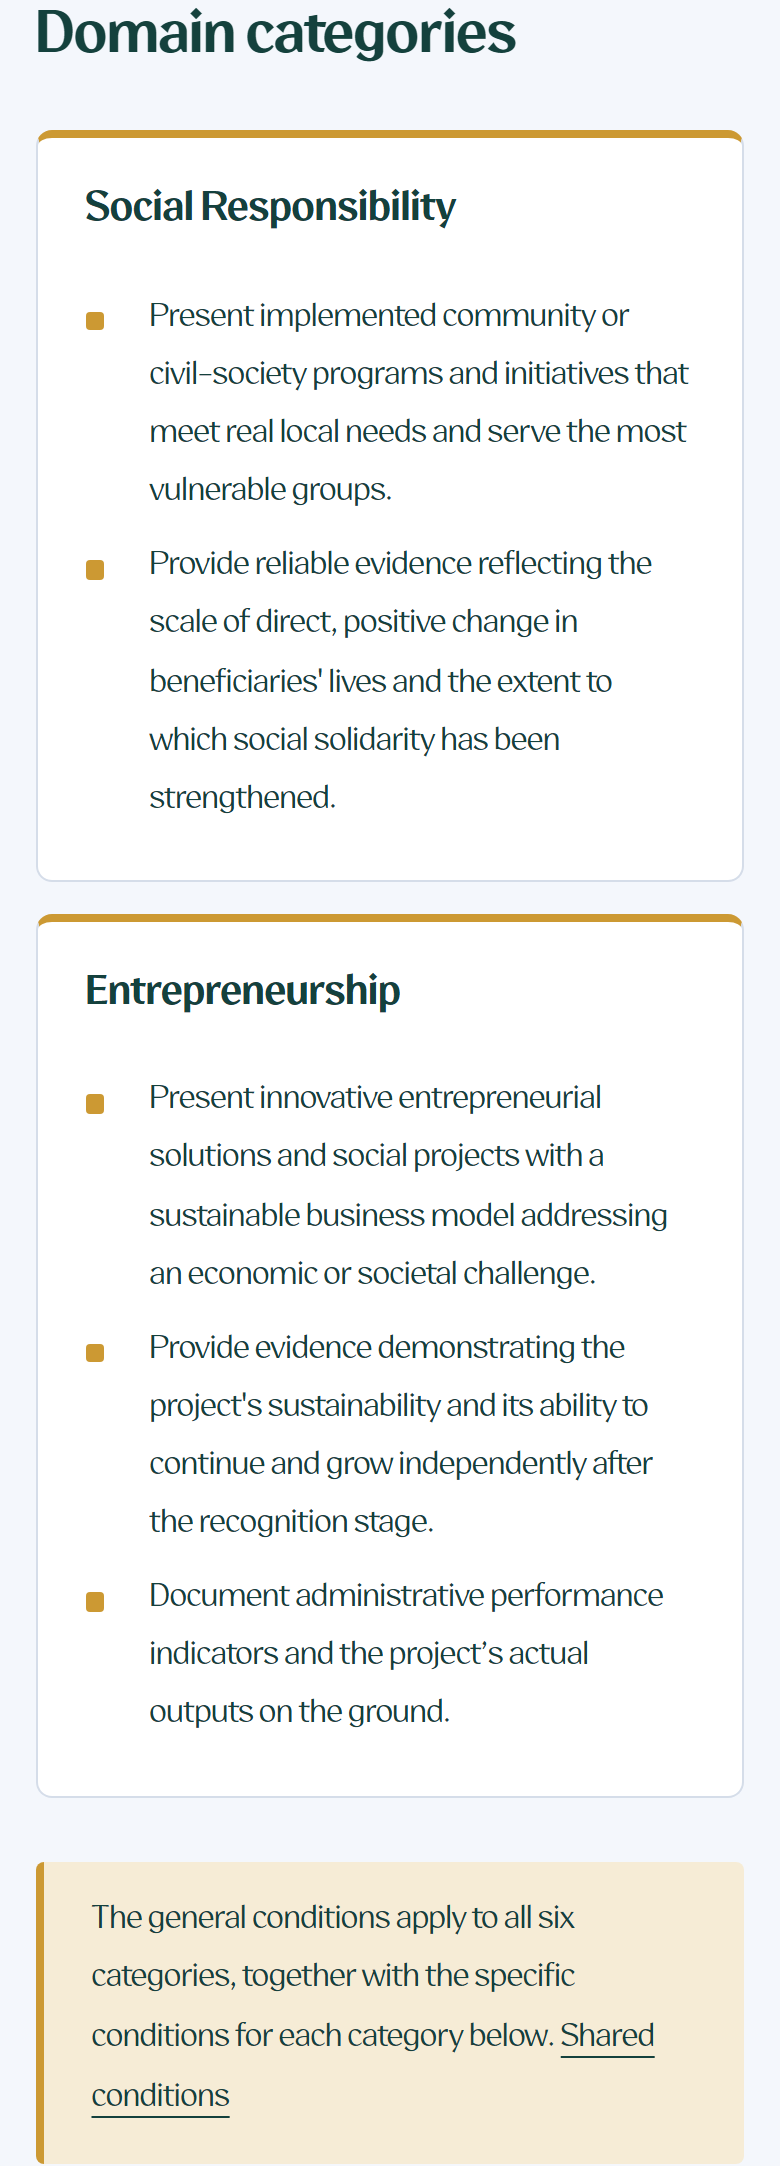 Domain categories
Social Responsibility
Present implemented community or
civil-society programs and initiatives that
meet real local needs and serve the most
vulnerable groups.
Provide reliable evidence reflecting the
scale of direct, positive change in
beneficiaries' lives and the extent to
which social solidarity has been
strengthened.
Entrepreneurship
Present innovative entrepreneurial
solutions and social projects with a
sustainable business model addressing
an economic or societal challenge.
Provide evidence demonstrating the
project's sustainability and its ability to
continue and grow independently after
the recognition stage.
Document administrative performance
indicators and the project’s actual
outputs on the ground.
The general conditions apply to all six
categories, together with the specific
conditions for each category below. Shared
conditions